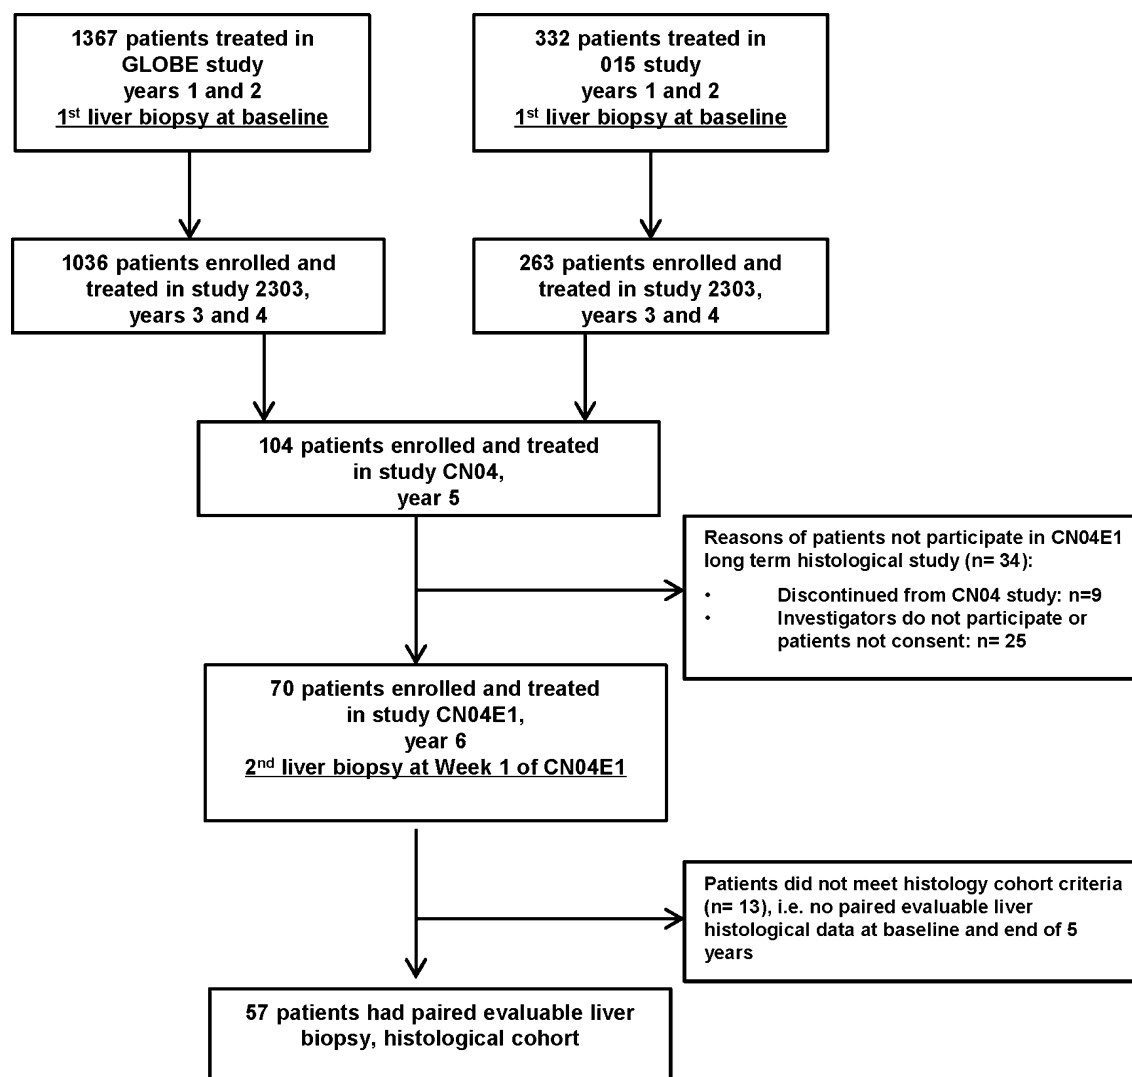 1367 patients treated in
GLOBE study
years 1 and 2
1st liver biopsy at baseline
332 patients treated in
015 study
years 1 and 2
1st liver biopsy at baseline
1036 patients enrolled and
treated in study 2303,
years 3 and 4
263 patients enrolled and
treated in study 2303,
years 3 and 4
104 patients enrolled and treated
in study CN04,
year 5
Reasons of patients not participate in CN04E1
long term histological study (n= 34):
• Discontinued from CN04 study: n=9
• Investigators do not participate or
patients not consent: n= 25
70 patients enrolled and treated
in study CN04E1,
year 6
2nd liver biopsy at Week 1 of CN04E1
Patients did not meet histology cohort criteria
(n= 13), i.e. no paired evaluable liver
histological data at baseline and end of 5
years
57 patients had paired evaluable liver
biopsy, histological cohort